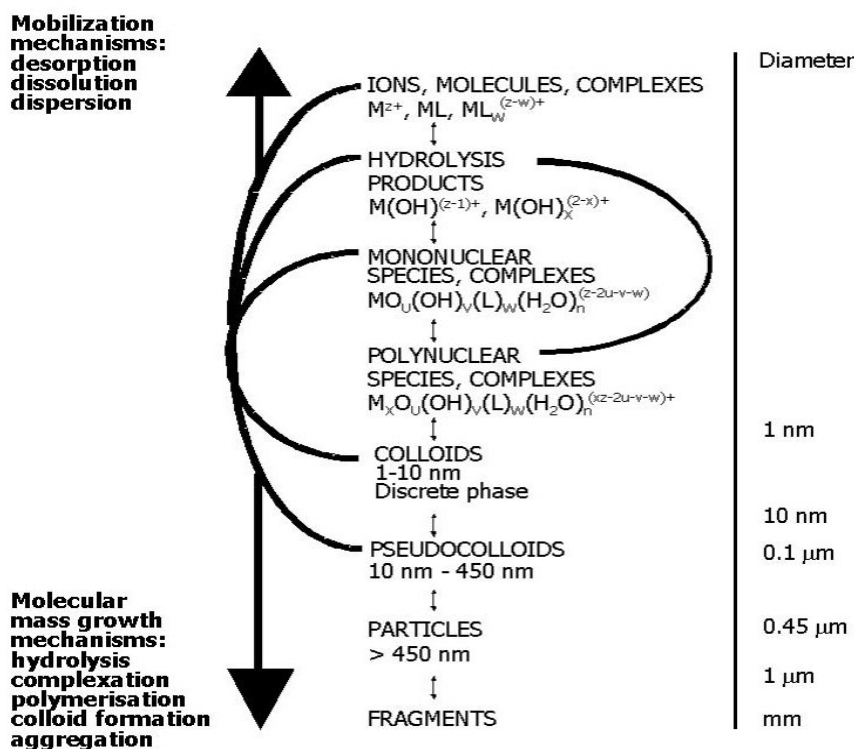 Mobilization
mechanisms:
desorption
dissolution
dispersion
Diameter
IONS, MOLECULES, COMPLEXES
M^z+, ML, ML_W^(z-w)+
HYDROLYSIS
PRODUCTS
M(OH)^(z-1)+, M(OH)_X^(2-x)+
MONONUCLEAR
SPECIES, COMPLEXES
MO_U(OH)_V(L)_W(H₂O)_n^(z-2u-v-w)
POLYNUCLEAR
SPECIES, COMPLEXES
M_XO_U(OH)_V(L)_W(H₂O)_n^(xz-2u-v-w)+
1 nm
COLLOIDS
1-10 nm
Discrete phase
10 nm
PSEUDOCOLLOIDS
0.1 µm
10 nm - 450 nm
Molecular
mass growth
mechanisms:
hydrolysis
complexation
polymerisation
colloid formation
aggregation
PARTICLES
0.45 µm
> 450 nm
1 µm
FRAGMENTS
mm